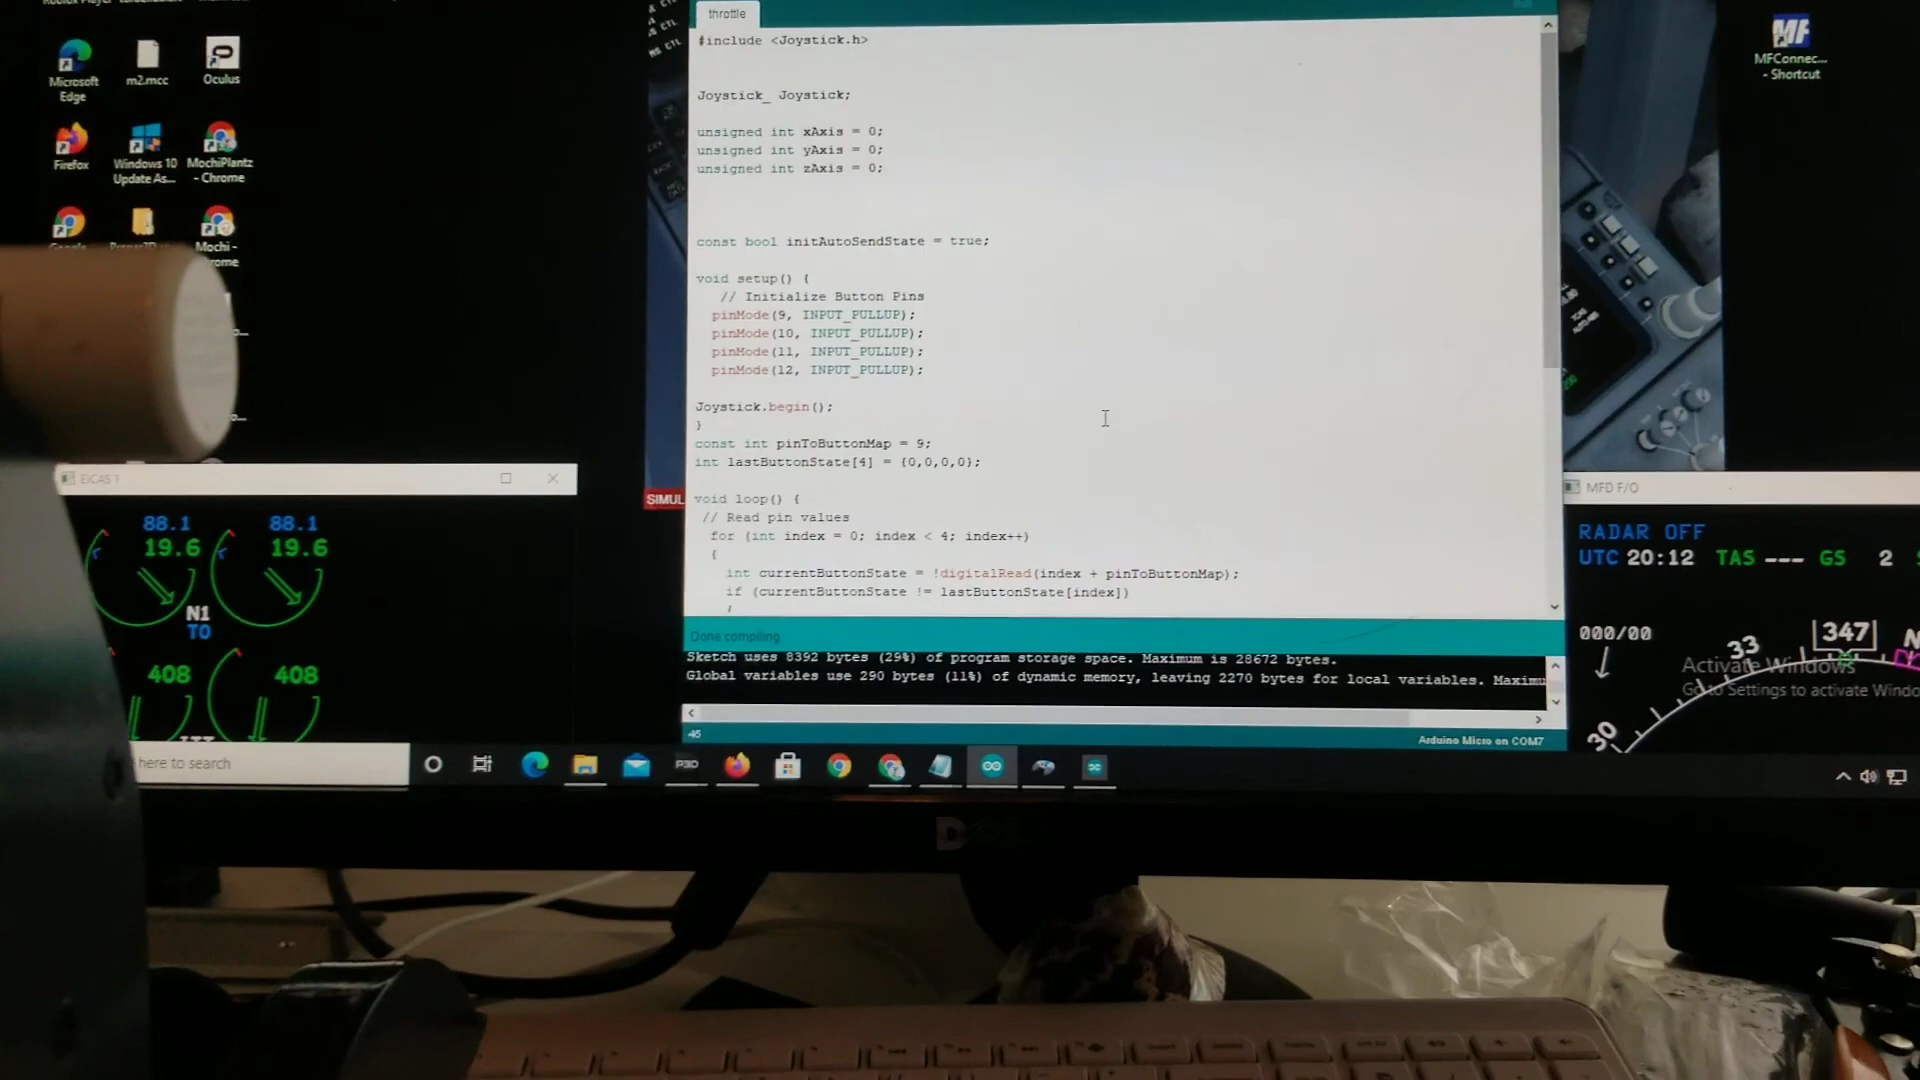 Microsoft
Edge
m2.mcc
Oculus
Firefox
Windows 10
Update As...
MochiPlantz
- Chrome
Mochi -
throttle
#include <Joystick.h>
Joystick_ Joystick;
unsigned int xAxis = 0;
unsigned int yAxis = 0;
unsigned int zAxis = 0;
const bool initAutoSendState = true;
void setup() {
// Initialize Button Pins
pinMode(9, INPUT_PULLUP);
pinMode(10, INPUT_PULLUP);
pinMode(11, INPUT_PULLUP);
pinMode(12, INPUT_PULLUP);
Joystick.begin();
}
const int pinToButtonMap = 9;
int lastButtonState[4] = {0,0,0,0};
void loop() {
// Read pin values
for (int index = 0; index < 4; index++)
{
int currentButtonState = !digitalRead(index + pinToButtonMap);
if (currentButtonState != lastButtonState[index])
{
Done compiling
Sketch uses 8392 bytes (29%) of program storage space. Maximum is 28672 bytes.
Global variables use 290 bytes (11%) of dynamic memory, leaving 2270 bytes for local variables. Maximu
45
Arduino Micro on COM7
MF
MFConnec...
- Shortcut
EICAS 1
88.1 88.1
19.6 19.6
N1
TO
408 408
SIMUL
MFD F/O
RADAR OFF
UTC 20:12 TAS --- GS 2
000/00
33
347
N
30
Activate Windows
Go to Settings to activate Windo
here to search
P3D